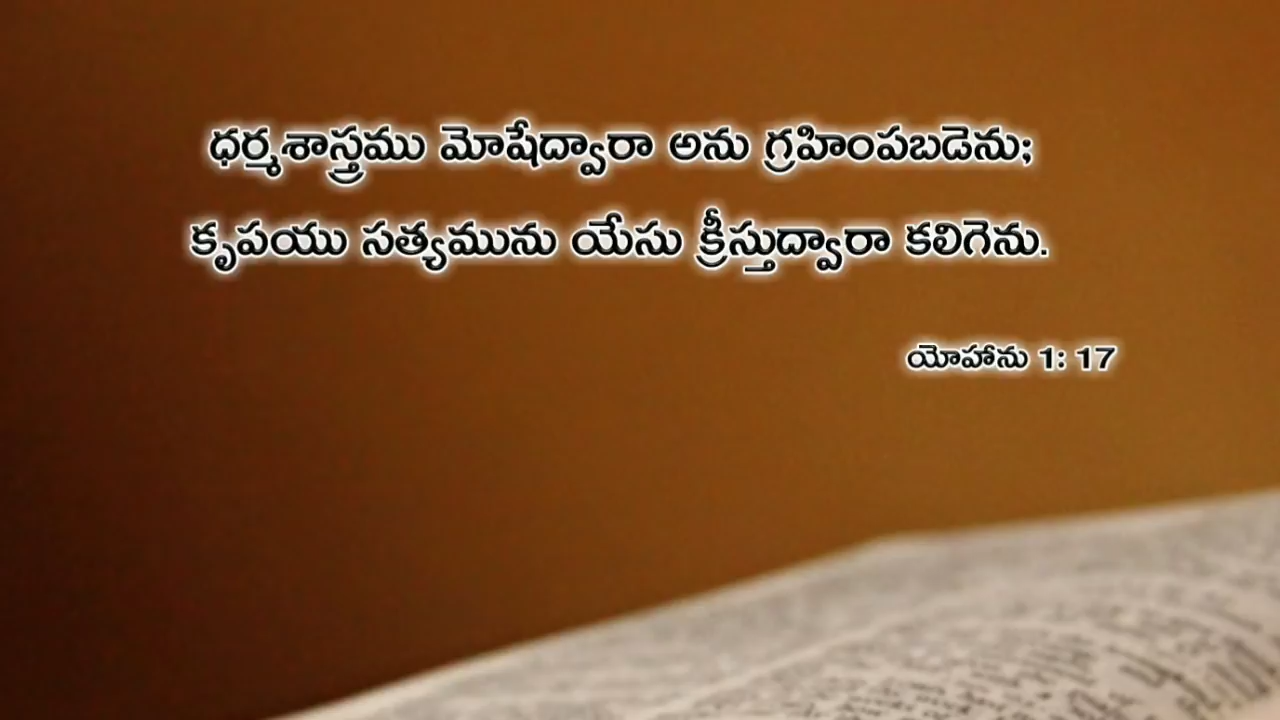 ధర్మశాస్త్రము మోషేద్వారా అను గ్రహింపబడెను;
కృపయు సత్యమును యేసు క్రీస్తుద్వారా కలిగెను.
యోహాను 1: 17